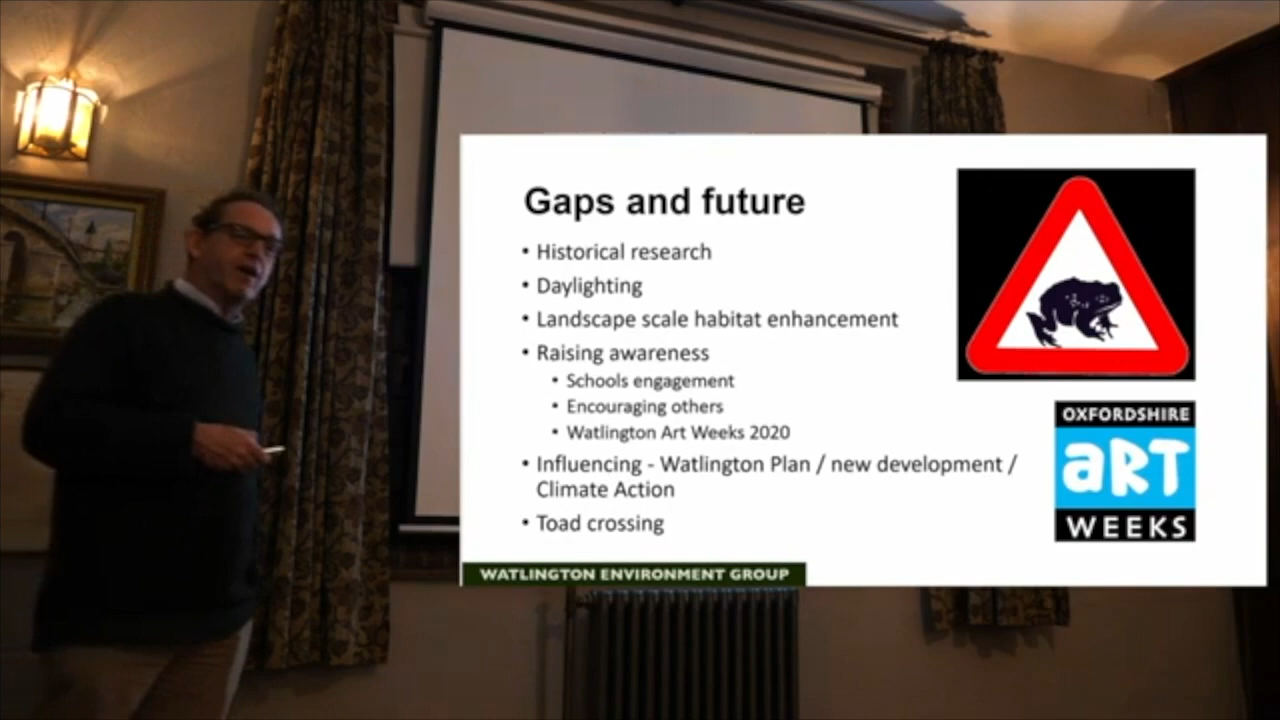 Gaps and future
• Historical research
• Daylighting
• Landscape scale habitat enhancement
• Raising awareness
• Schools engagement
• Encouraging others
• Watlington Art Weeks 2020
• Influencing - Watlington Plan / new development /
Climate Action
• Toad crossing
OXFORDSHIRE
aRT
WEEKS
WATLINGTON ENVIRONMENT GROUP